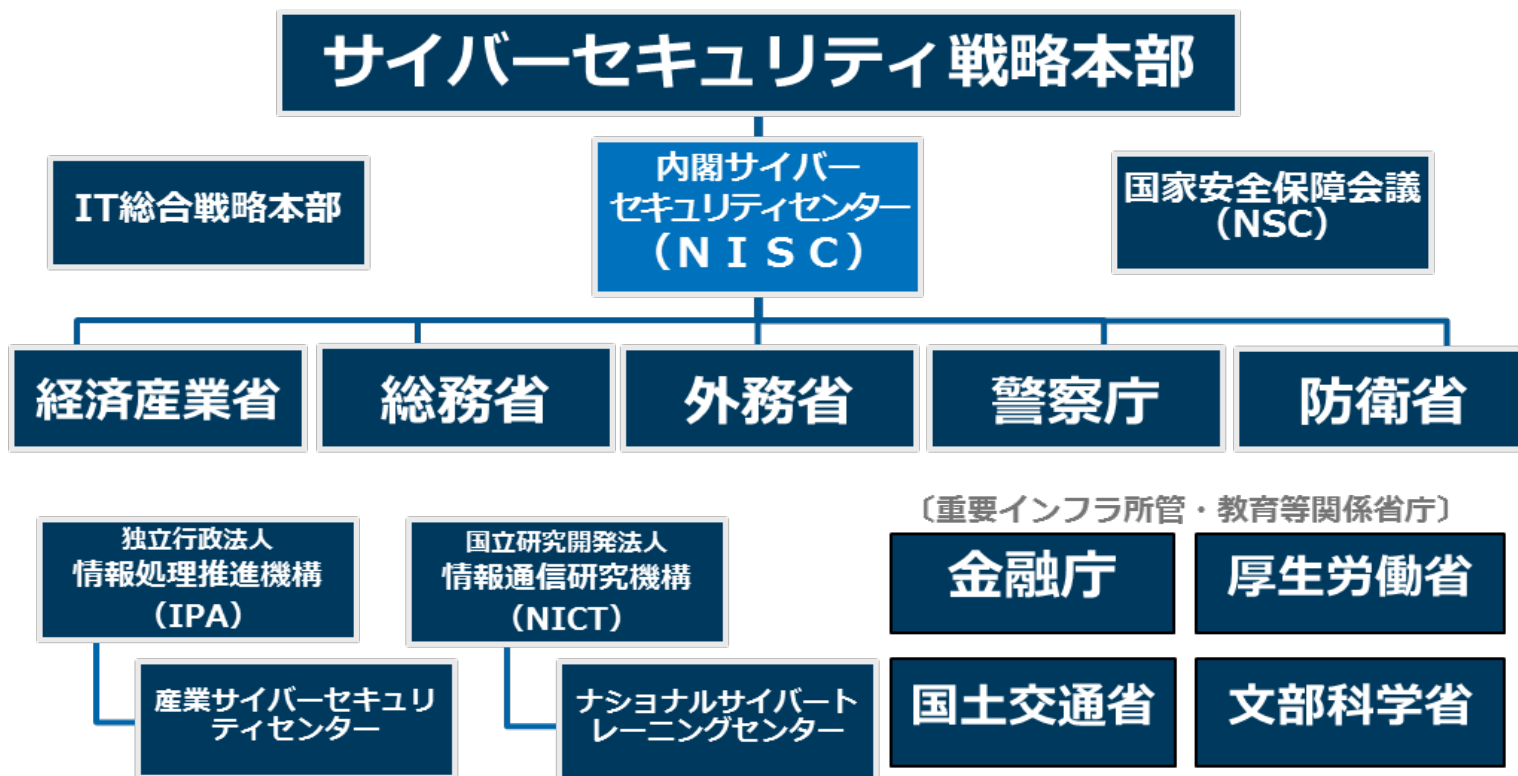 サイバーセキュリティ戦略本部
IT総合戦略本部
内閣サイバー
セキュリティセンター
(ＮＩＳＣ)
国家安全保障会議
(NSC)
経済産業省
総務省
外務省
警察庁
防衛省
独立行政法人
情報処理推進機構
(IPA)
産業サイバーセキュリ
ティセンター
国立研究開発法人
情報通信研究機構
(NICT)
ナショナルサイバート
レーニングセンター
〔重要インフラ所管・教育等関係省庁〕
金融庁
厚生労働省
国土交通省
文部科学省